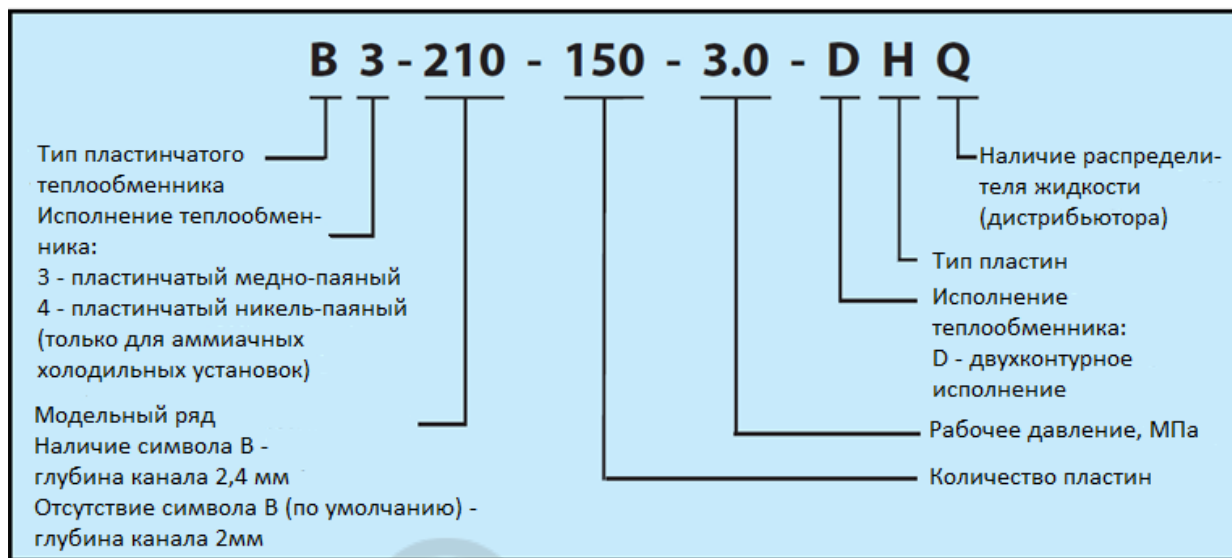 B 3 - 210 - 150 - 3.0 - D H Q
Тип пластинчатого
теплообменника
Исполнение теплообмен-
ника:
3 - пластинчатый медно-паяный
4 - пластинчатый никель-паяный
(только для аммиачных
холодильных установок)
Модельный ряд
Наличие символа В -
глубина канала 2,4 мм
Отсутствие символа В (по умолчанию) -
глубина канала 2мм
Наличие распредели-
теля жидкости
(дистрибьютора)
Тип пластин
Исполнение
теплообменника:
D - двухконтурное
исполнение
Рабочее давление, МПа
Количество пластин